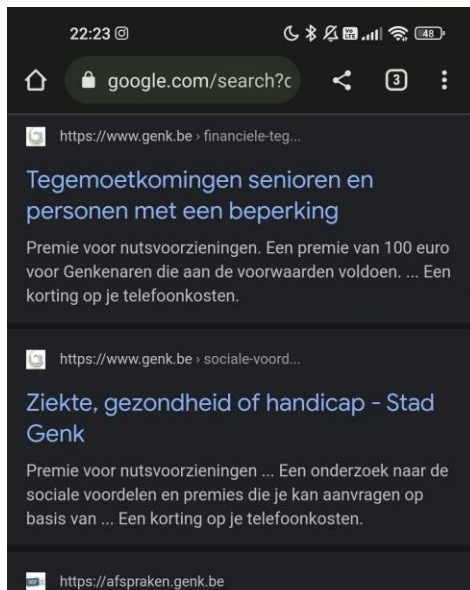 22:23
Vo
LTE
48
google.com/search?c
3
https://www.genk.be › financiele-teg...
Tegemoetkomingen senioren en
personen met een beperking
Premie voor nutsvoorzieningen. Een premie van 100 euro
voor Genkenaren die aan de voorwaarden voldoen. ... Een
korting op je telefoonkosten.
https://www.genk.be › sociale-voord...
Ziekte, gezondheid of handicap - Stad
Genk
Premie voor nutsvoorzieningen ... Een onderzoek naar de
sociale voordelen en premies die je kan aanvragen op
basis van ... Een korting op je telefoonkosten.
https://afspraken.genk.be